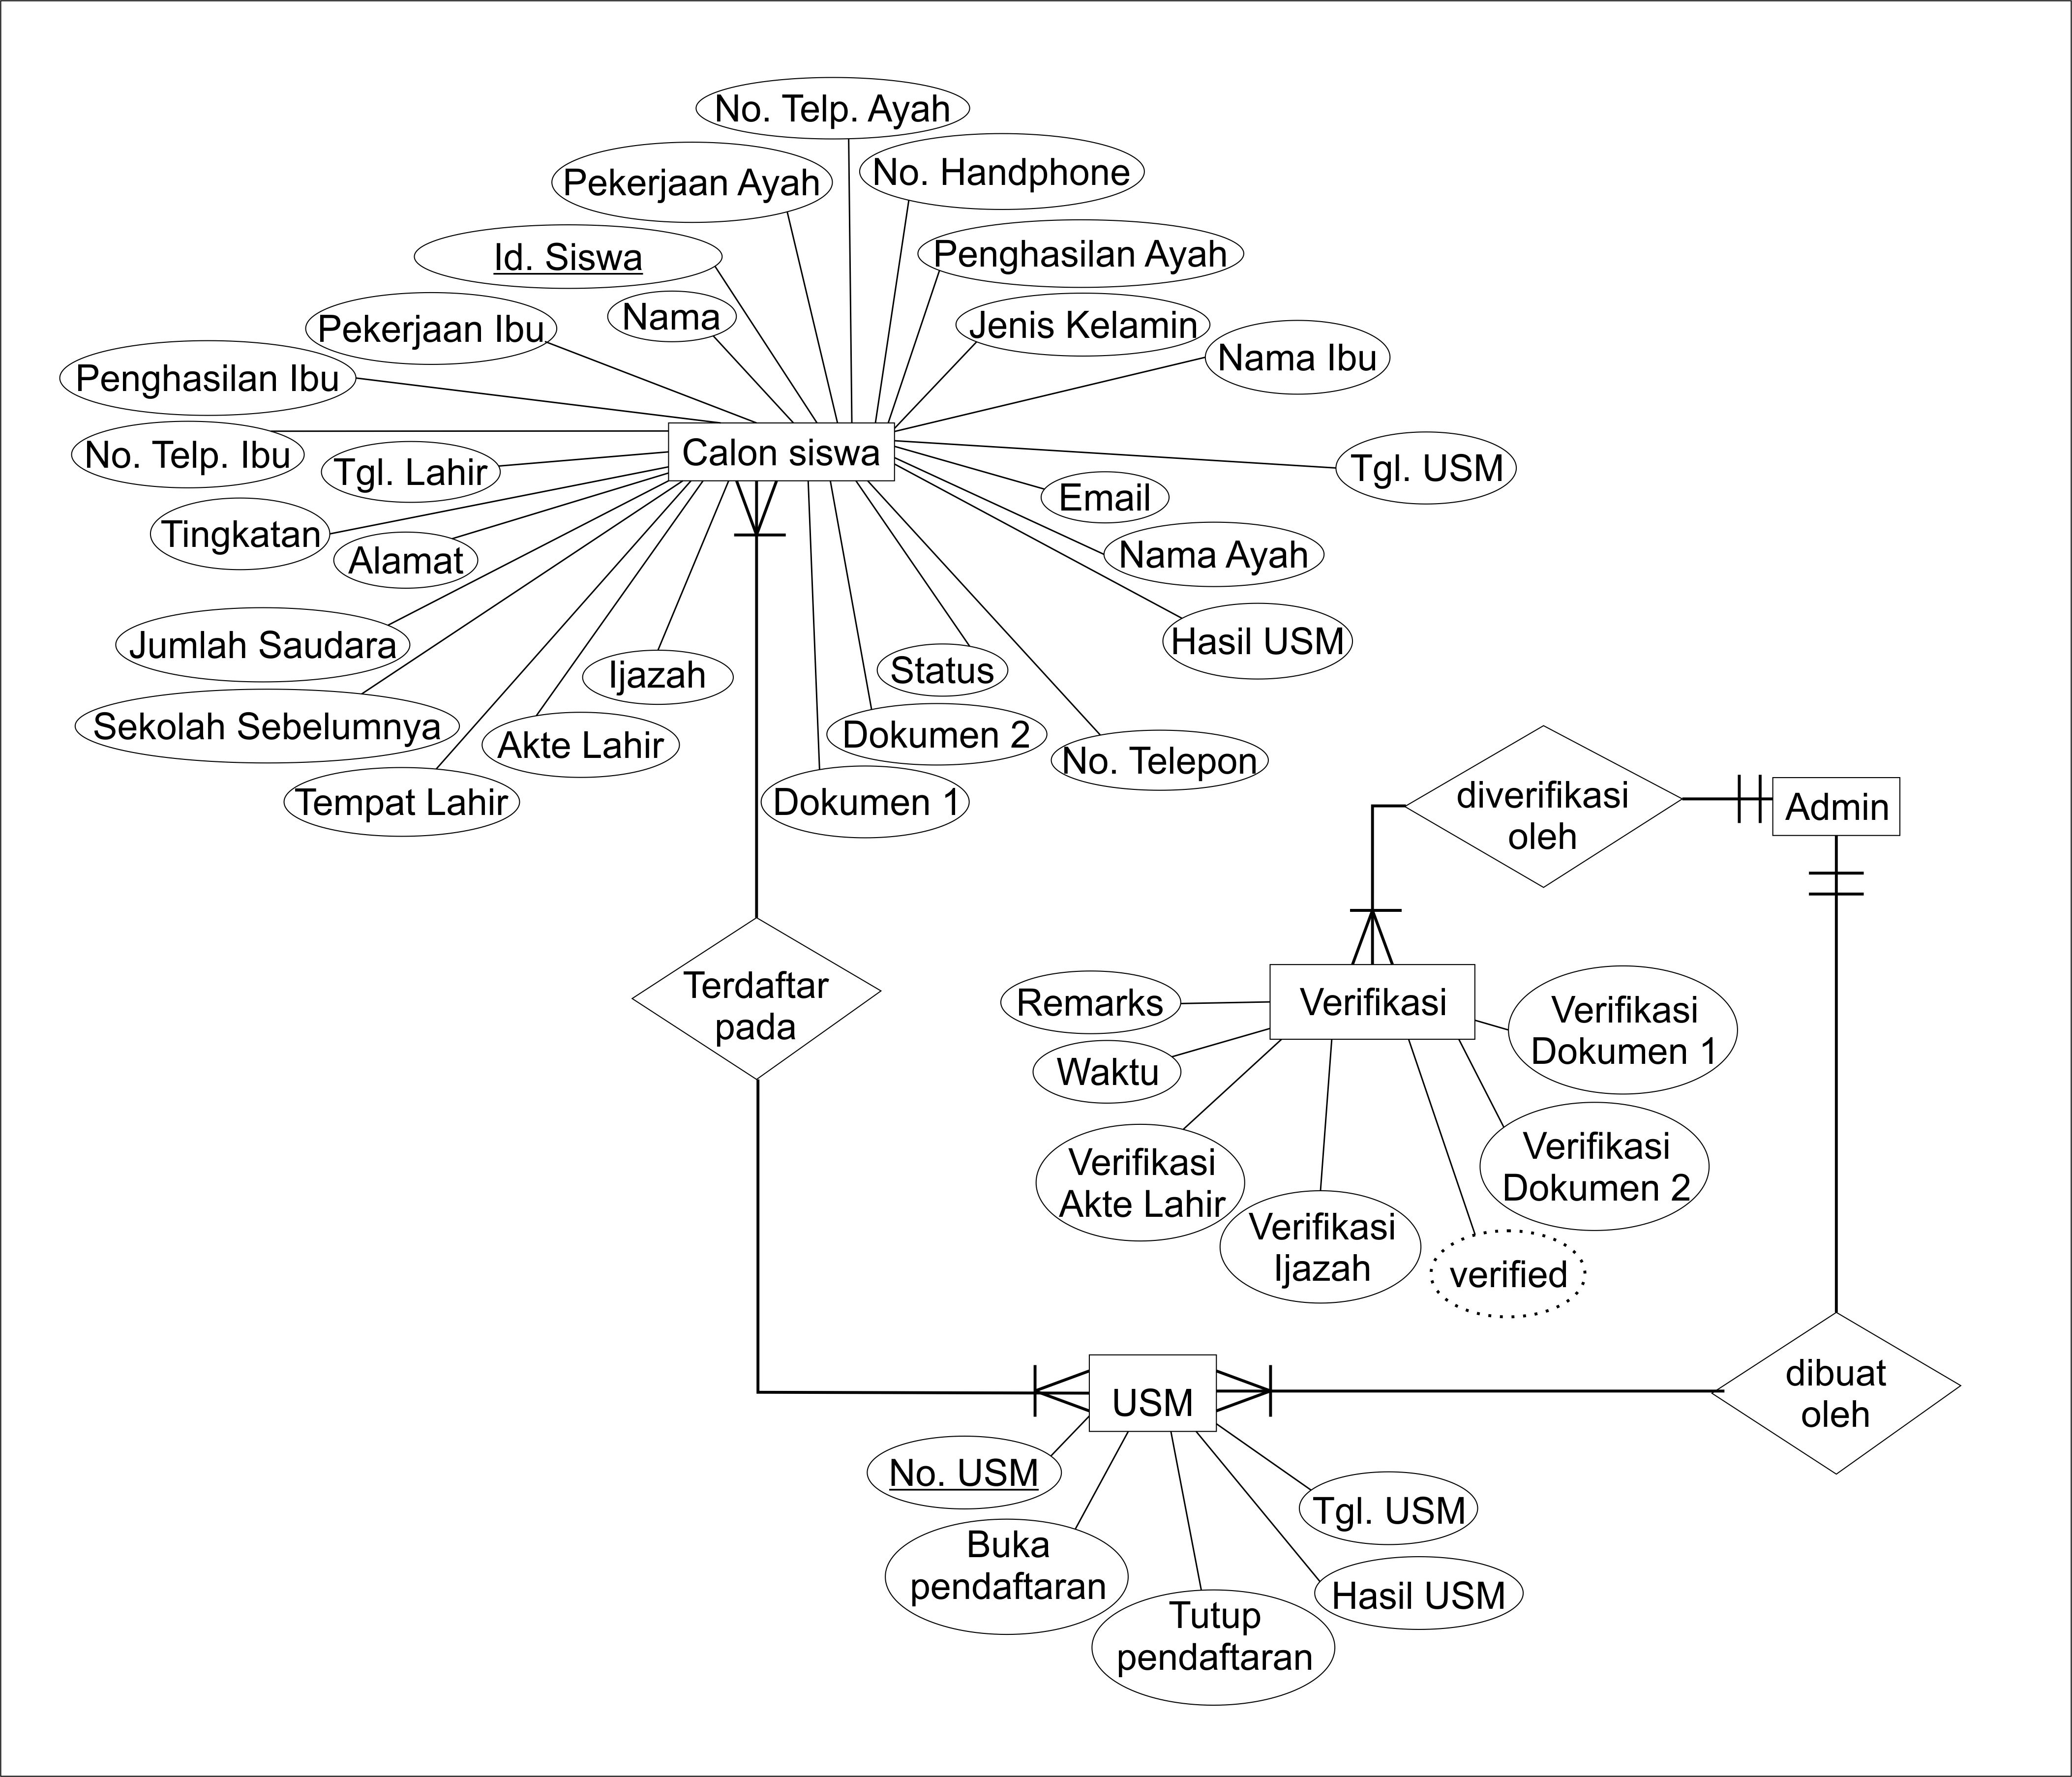 No. Telp. Ayah
No. Handphone
Pekerjaan Ayah
Penghasilan Ayah
Id. Siswa
Nama
Jenis Kelamin
Pekerjaan Ibu
Nama Ibu
Penghasilan Ibu
No. Telp. Ibu
Calon siswa
Tgl. USM
Tgl. Lahir
Email
Tingkatan
Alamat
Nama Ayah
Jumlah Saudara
Hasil USM
Ijazah
Status
Sekolah Sebelumnya
Akte Lahir
Dokumen 2
No. Telepon
Tempat Lahir
Dokumen 1
diverifikasi
oleh
Admin
Terdaftar
pada
Remarks
Verifikasi
Verifikasi
Dokumen 1
Waktu
Verifikasi
Akte Lahir
Verifikasi
Dokumen 2
Verifikasi
Ijazah
verified
USM
dibuat
oleh
No. USM
Tgl. USM
Buka
pendaftaran
Hasil USM
Tutup
pendaftaran